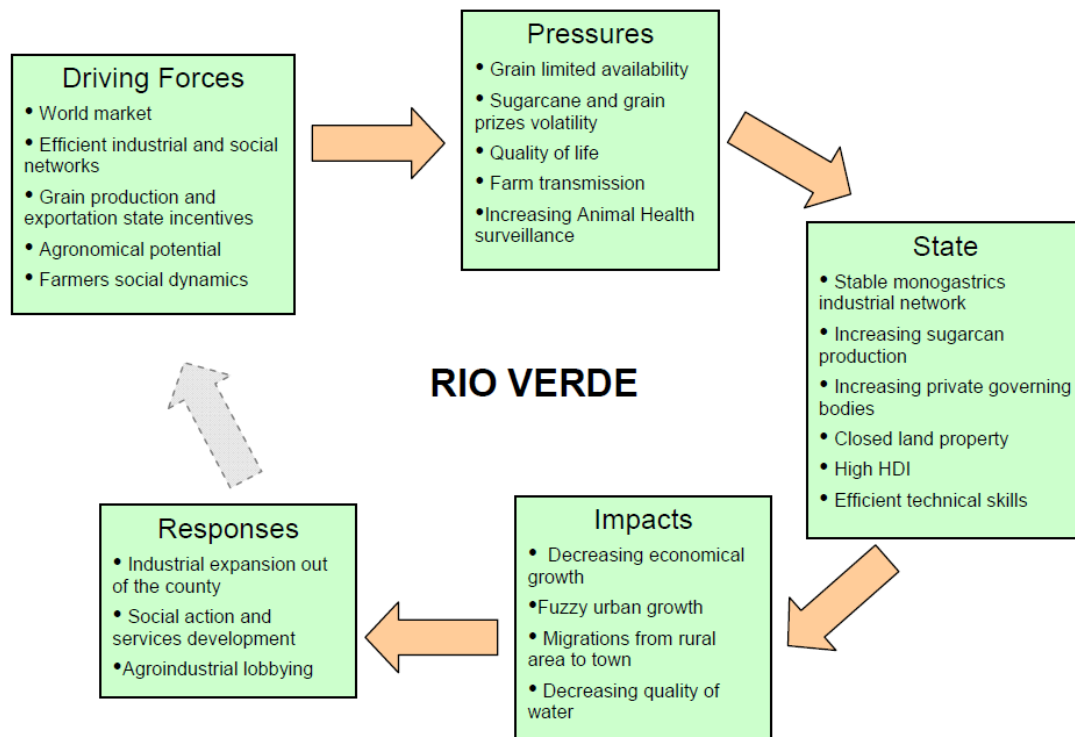 Driving Forces
• World market
• Efficient industrial and social
networks
• Grain production and
exportation state incentives
• Agronomical potential
• Farmers social dynamics
Pressures
• Grain limited availability
• Sugarcane and grain
prizes volatility
• Quality of life
• Farm transmission
•Increasing Animal Health
surveillance
State
• Stable monogastrics
industrial network
• Increasing sugarcan
production
• Increasing private governing
bodies
• Closed land property
• High HDI
• Efficient technical skills
RIO VERDE
Impacts
• Decreasing economical
growth
•Fuzzy urban growth
• Migrations from rural
area to town
• Decreasing quality of
water
Responses
• Industrial expansion out
of the county
• Social action and
services development
•Agroindustrial lobbying